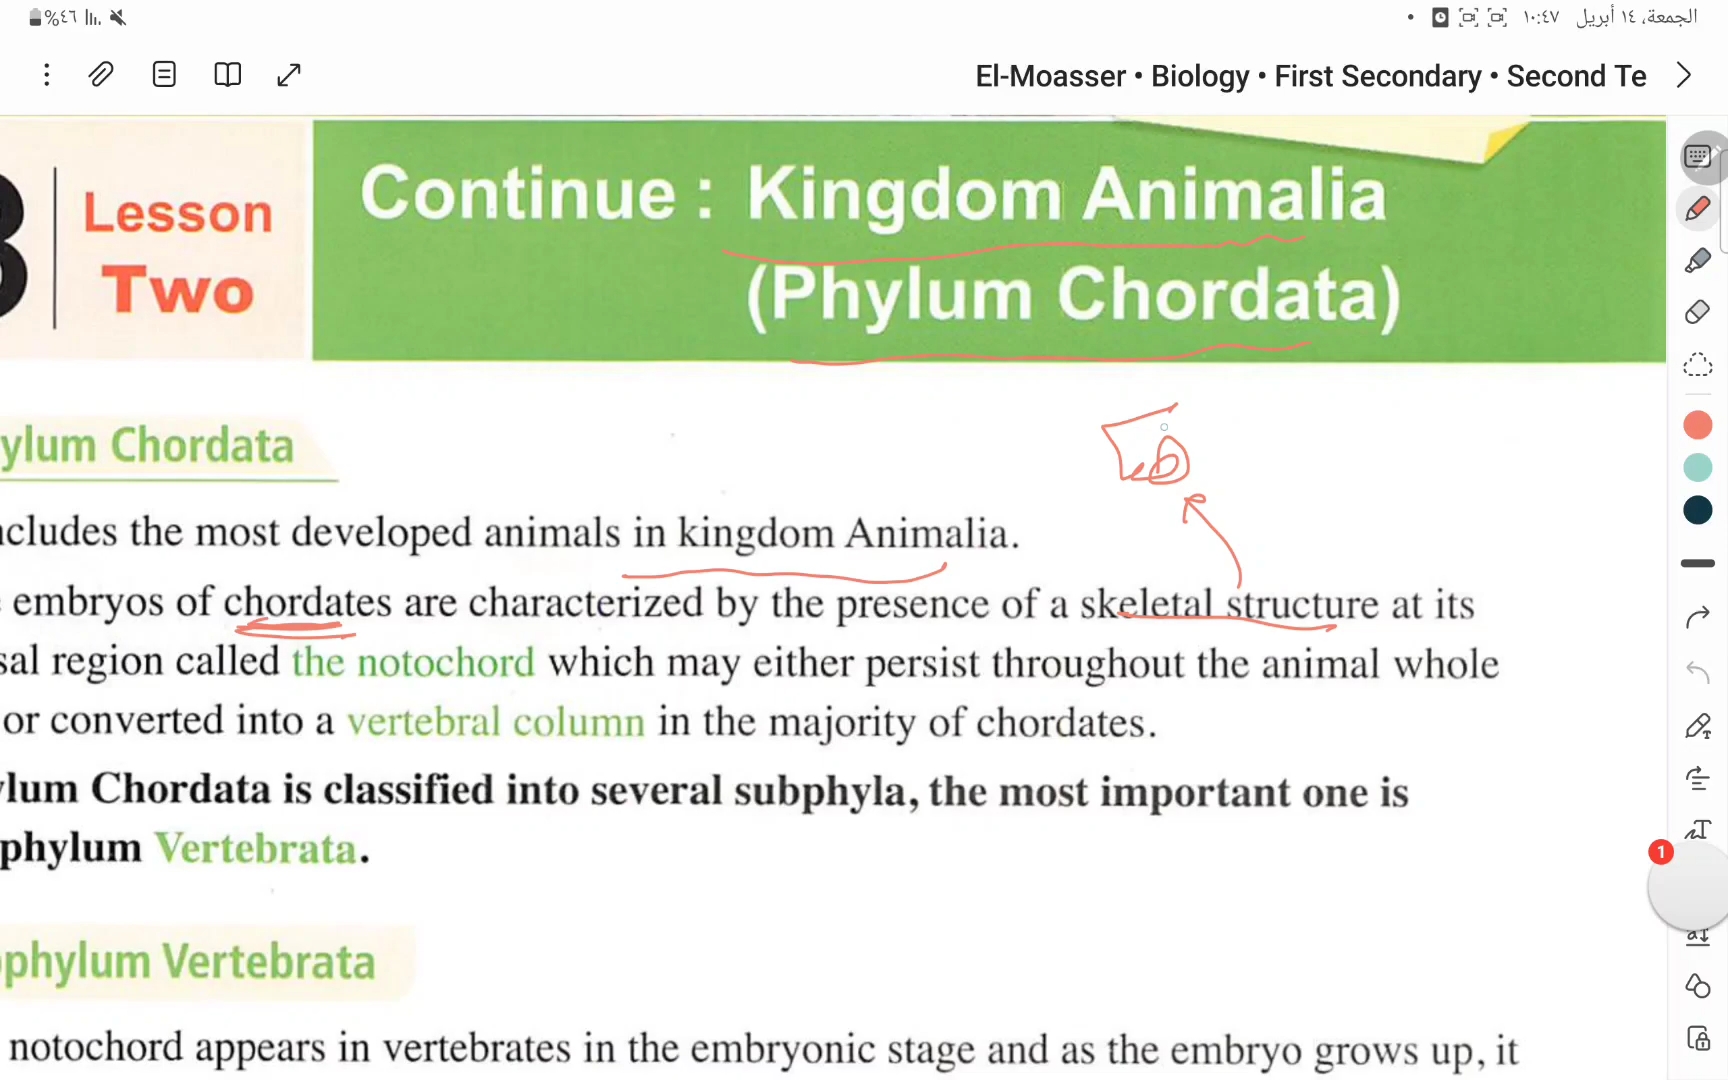 %٤٦
الجمعة، ١٤ أبريل ١٠:٤٧
El-Moasser • Biology • First Secondary • Second Te
Lesson
Two
Continue : Kingdom Animalia
(Phylum Chordata)
ylum Chordata
ncludes the most developed animals in kingdom Animalia.
embryos of chordates are characterized by the presence of a skeletal structure at its
sal region called the notochord which may either persist throughout the animal whole
or converted into a vertebral column in the majority of chordates.
ylum Chordata is classified into several subphyla, the most important one is
phylum Vertebrata.
phylum Vertebrata
notochord appears in vertebrates in the embryonic stage and as the embryo grows up, it
1